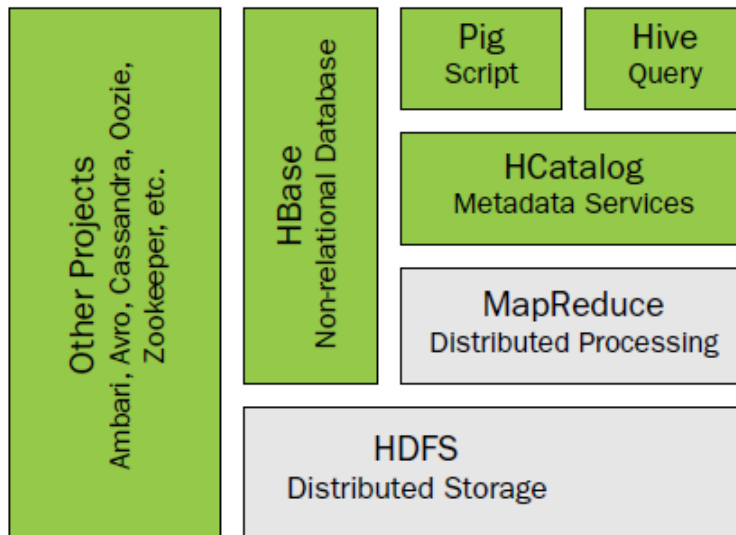 Other Projects
Ambari, Avro, Cassandra, Oozie,
Zookeeper, etc.
HBase
Non-relational Database
Pig
Script
Hive
Query
HCatalog
Metadata Services
MapReduce
Distributed Processing
HDFS
Distributed Storage